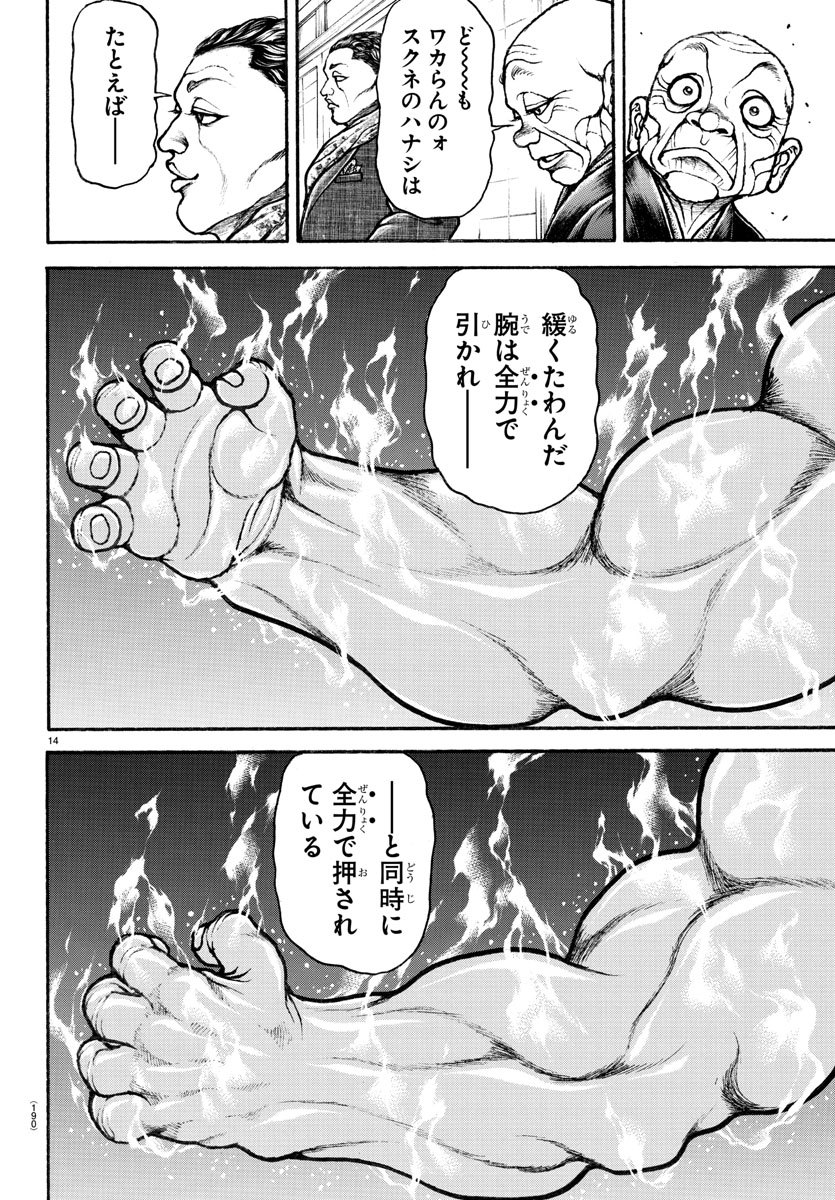 ど〜〜〜も
ワカらんのォ
スクネのハナシは
たとえば――
緩くたわんだ
腕は全力で
引かれ――
14
――と同時に
全力で押され
ている
(190)